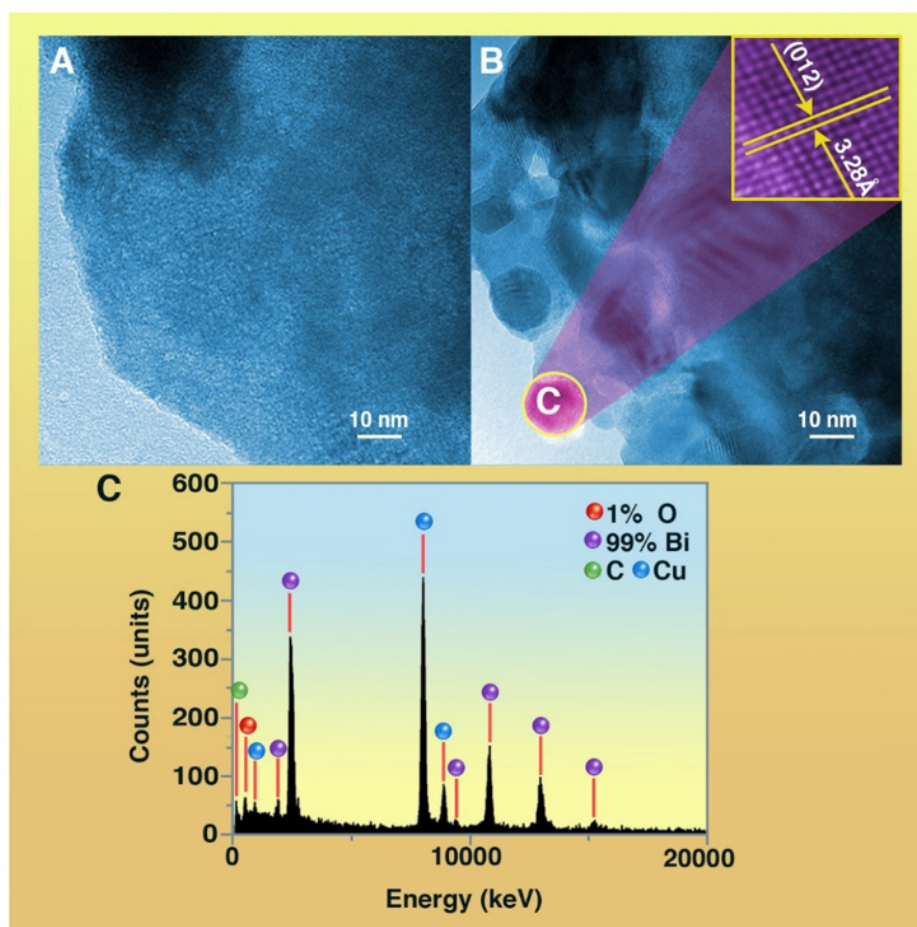 A
B
(012)
3.28Å
C
10 nm
10 nm
C
600
500
400
300
200
100
0
1% O
99% Bi
C Cu
Counts (units)
0
10000
20000
Energy (keV)